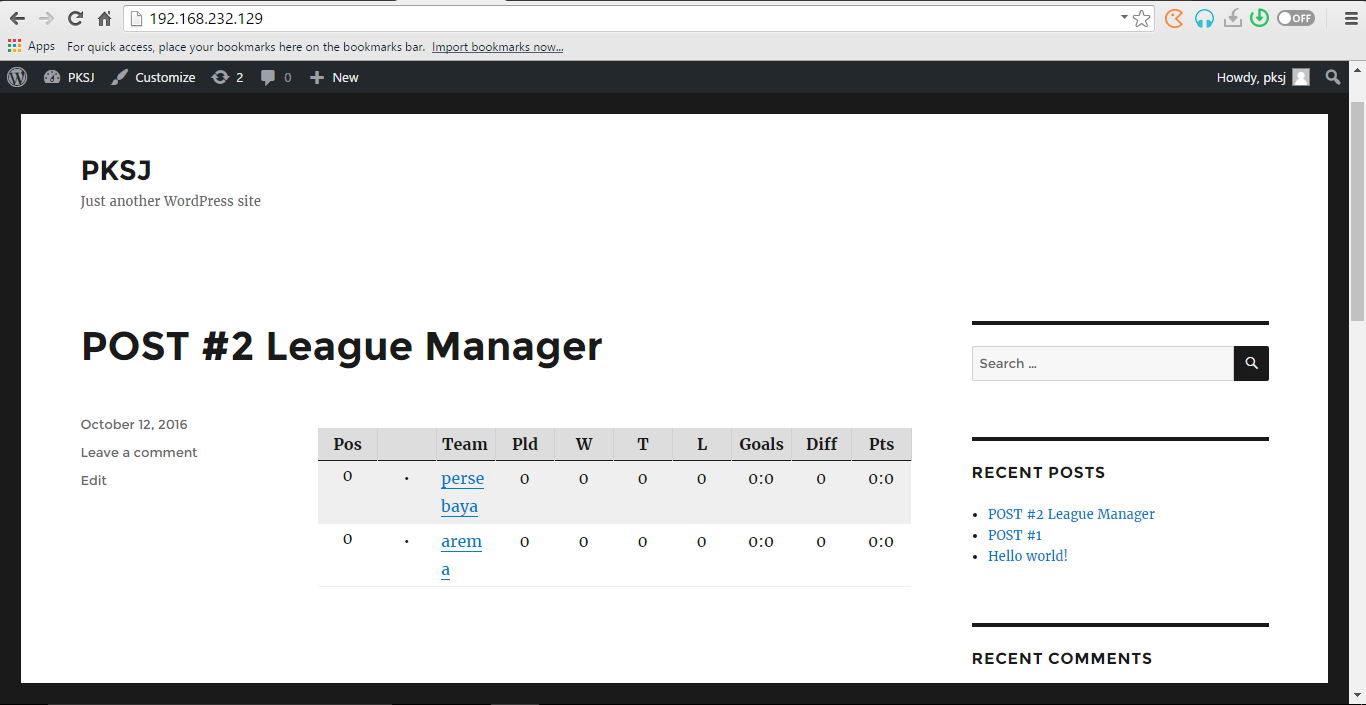 192.168.232.129
OFF
Apps For quick access, place your bookmarks here on the bookmarks bar. Import bookmarks now...
PKSJ Customize 2 0 New Howdy, pksj
PKSJ
Just another WordPress site
POST #2 League Manager
October 12, 2016
Leave a comment
Edit
Pos Team Pld W T L Goals Diff Pts
0 · perse 0 0 0 0 0:0 0 0:0
baya
0 · arem 0 0 0 0 0:0 0 0:0
a
Search …
RECENT POSTS
• POST #2 League Manager
• POST #1
• Hello world!
RECENT COMMENTS